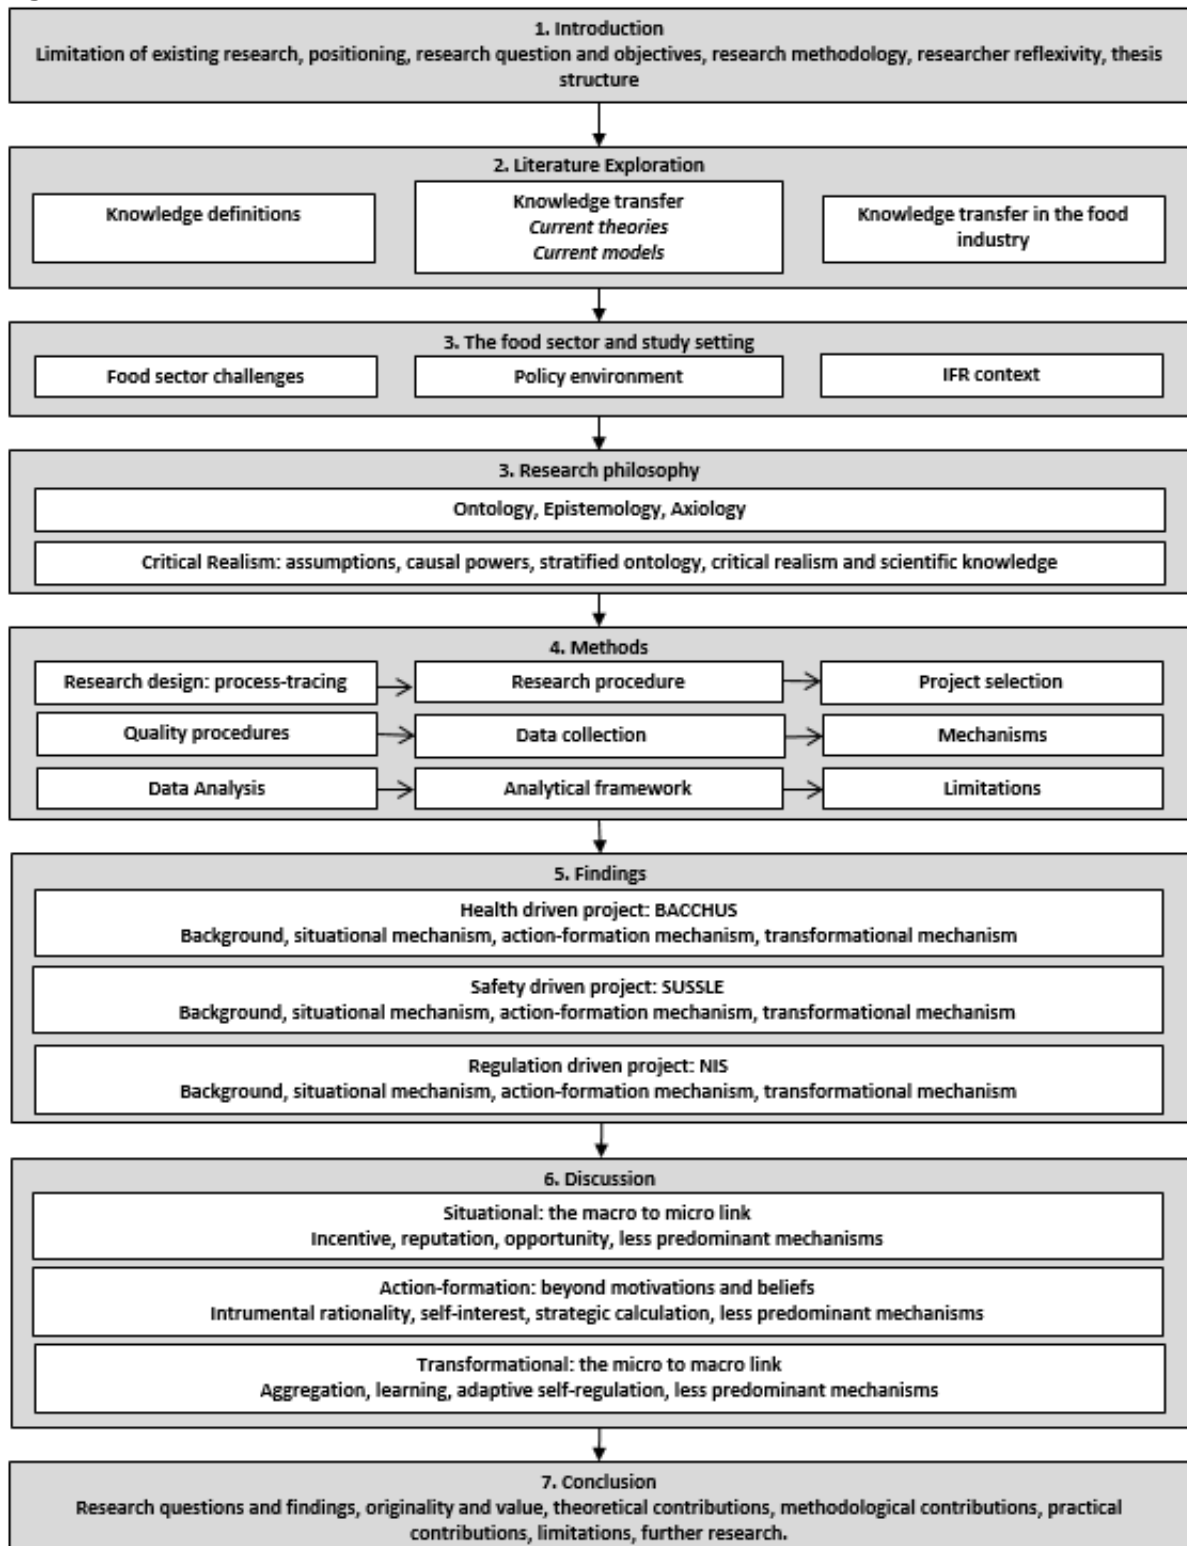 1. Introduction
Limitation of existing research, positioning, research question and objectives, research methodology, researcher reflexivity, thesis
structure
2. Literature Exploration
Knowledge definitions
Knowledge transfer
Current theories
Current models
Knowledge transfer in the food
industry
3. The food sector and study setting
Food sector challenges
Policy environment
IFR context
3. Research philosophy
Ontology, Epistemology, Axiology
Critical Realism: assumptions, causal powers, stratified ontology, critical realism and scientific knowledge
4. Methods
Research design: process-tracing
Research procedure
Project selection
Quality procedures
Data collection
Mechanisms
Data Analysis
Analytical framework
Limitations
5. Findings
Health driven project: BACCHUS
Background, situational mechanism, action-formation mechanism, transformational mechanism
Safety driven project: SUSSLE
Background, situational mechanism, action-formation mechanism, transformational mechanism
Regulation driven project: NIS
Background, situational mechanism, action-formation mechanism, transformational mechanism
6. Discussion
Situational: the macro to micro link
Incentive, reputation, opportunity, less predominant mechanisms
Action-formation: beyond motivations and beliefs
Intrumental rationality, self-interest, strategic calculation, less predominant mechanisms
Transformational: the micro to macro link
Aggregation, learning, adaptive self-regulation, less predominant mechanisms
7. Conclusion
Research questions and findings, originality and value, theoretical contributions, methodological contributions, practical
contributions, limitations, further research.